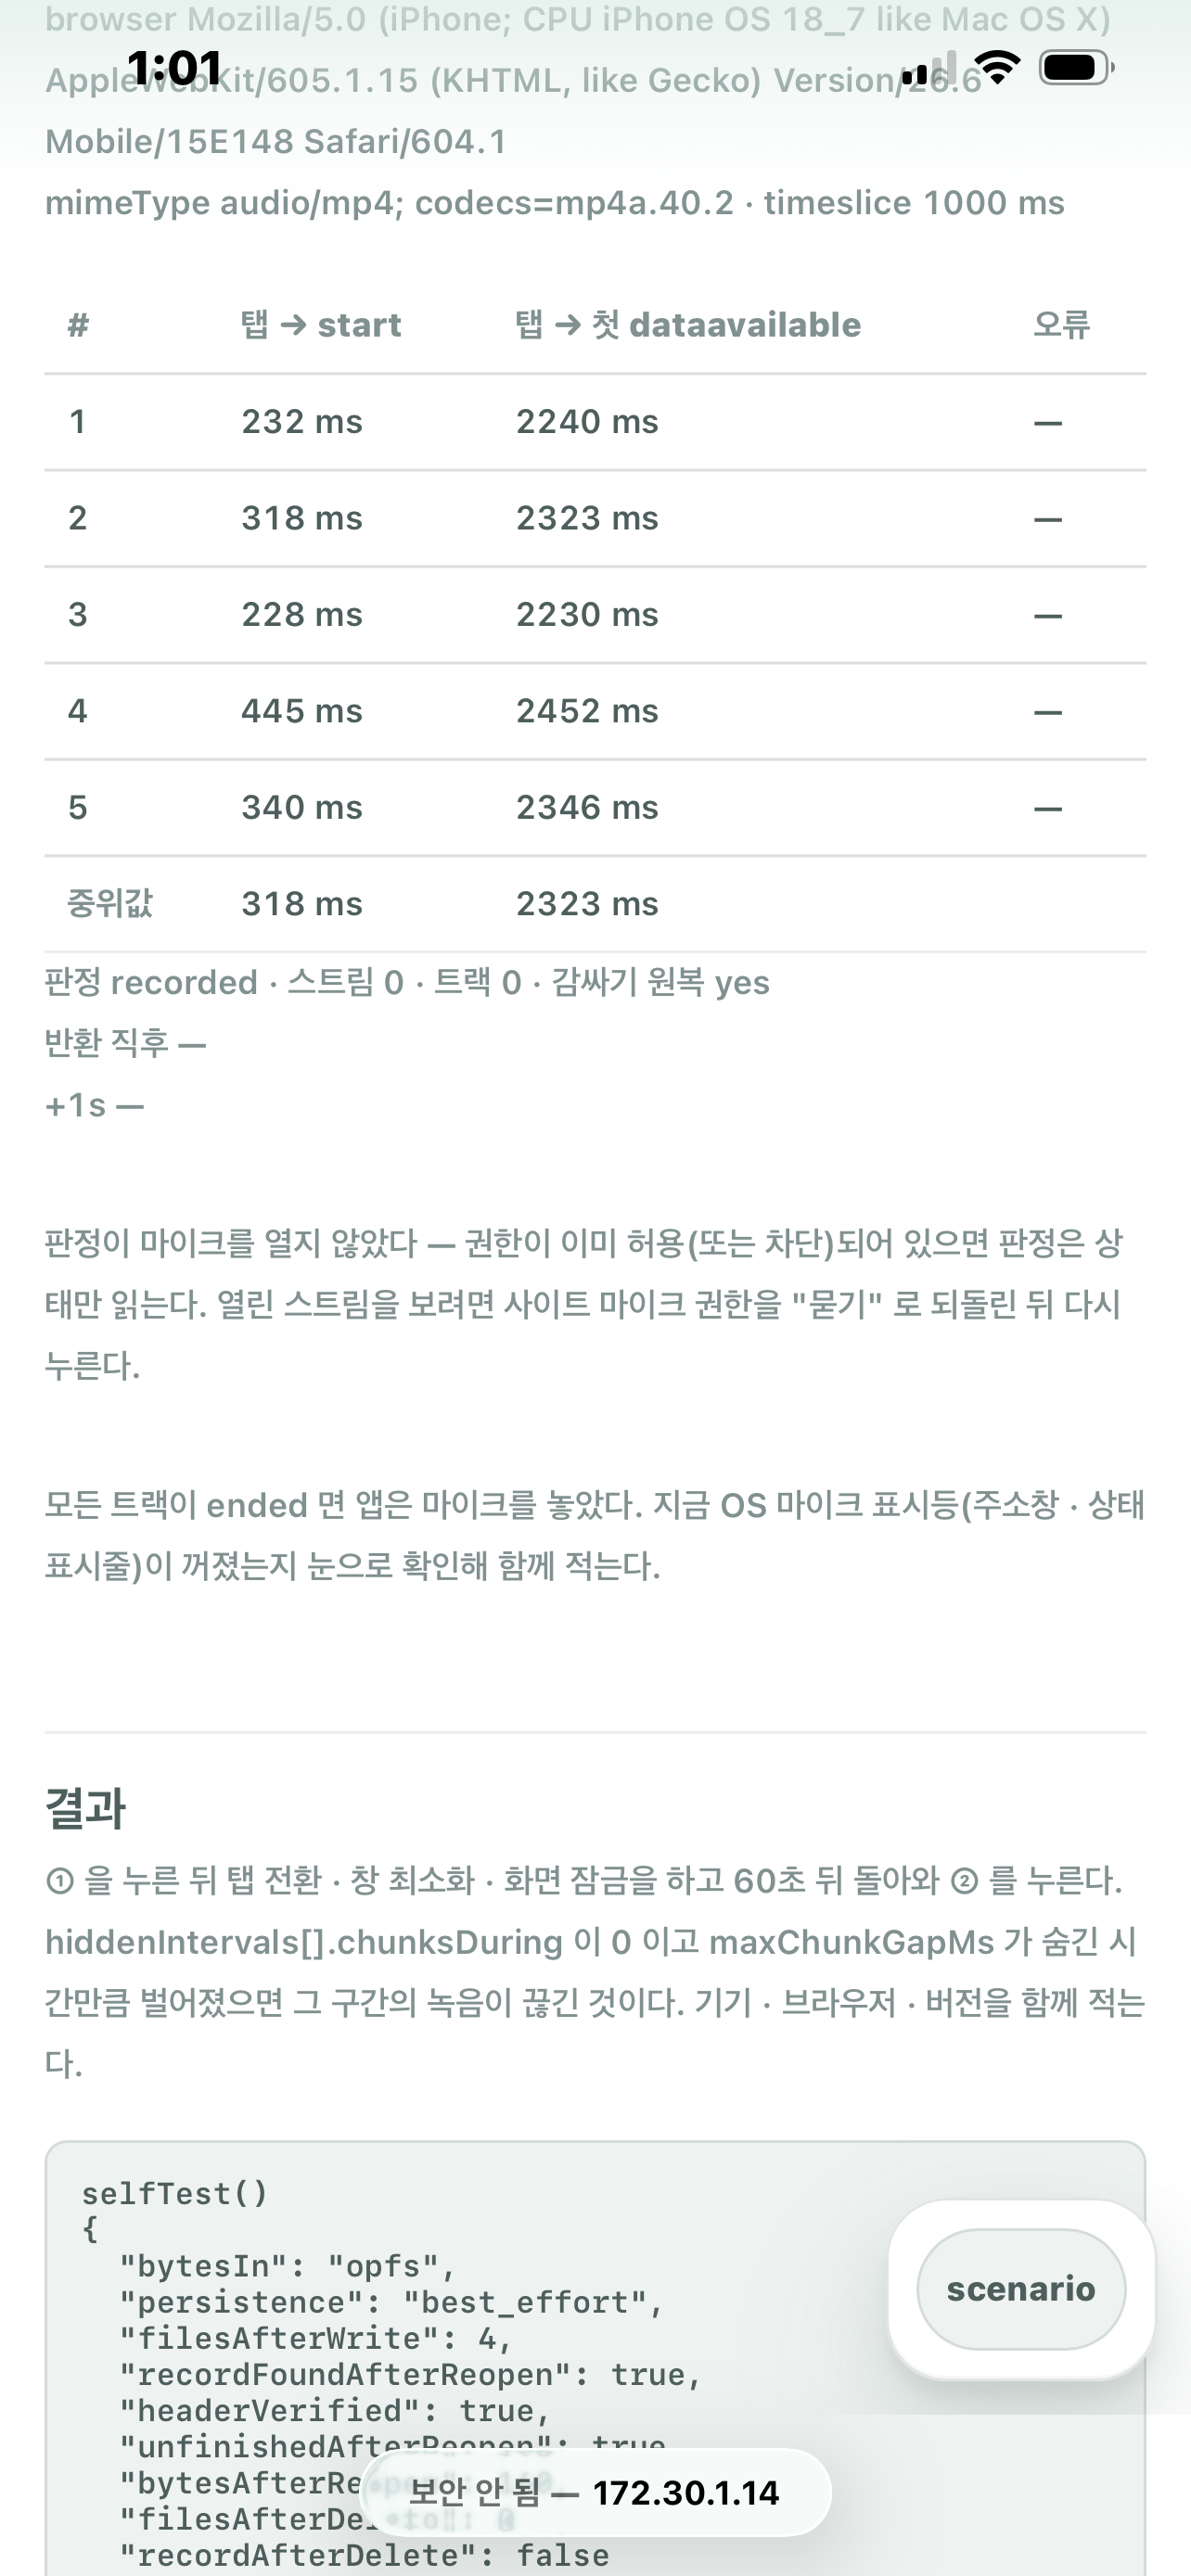 browser Mozilla/5.0 (iPhone; CPU iPhone OS 18_7 like Mac OS X)
1:01
AppleWebKit/605.1.15 (KHTML, like Gecko) Version/26.6
Mobile/15E148 Safari/604.1
mimeType audio/mp4; codecs=mp4a.40.2 · timeslice 1000 ms
# 탭 → start 탭 → 첫 dataavailable 오류
1 232 ms 2240 ms —
2 318 ms 2323 ms —
3 228 ms 2230 ms —
4 445 ms 2452 ms —
5 340 ms 2346 ms —
중위값 318 ms 2323 ms
판정 recorded · 스트림 0 · 트랙 0 · 감싸기 원복 yes
반환 직후 —
+1s —
판정이 마이크를 열지 않았다 — 권한이 이미 허용(또는 차단)되어 있으면 판정은 상
태만 읽는다. 열린 스트림을 보려면 사이트 마이크 권한을 "묻기" 로 되돌린 뒤 다시
누른다.
모든 트랙이 ended 면 앱은 마이크를 놓았다. 지금 OS 마이크 표시등(주소창 · 상태
표시줄)이 꺼졌는지 눈으로 확인해 함께 적는다.
결과
① 을 누른 뒤 탭 전환 · 창 최소화 · 화면 잠금을 하고 60초 뒤 돌아와 ② 를 누른다.
hiddenIntervals[].chunksDuring 이 0 이고 maxChunkGapMs 가 숨긴 시
간만큼 벌어졌으면 그 구간의 녹음이 끊긴 것이다. 기기 · 브라우저 · 버전을 함께 적는
다.
selfTest()
{
"bytesIn": "opfs",
"persistence": "best_effort",
scenario
"filesAfterWrite": 4,
"recordFoundAfterReopen": true,
"headerVerified": true,
"unfinishedAfterReopen": true,
"bytesAfterReopen": 160,
보안 안 됨 — 172.30.1.14
"filesAfterDelete": 0
"recordAfterDelete": false